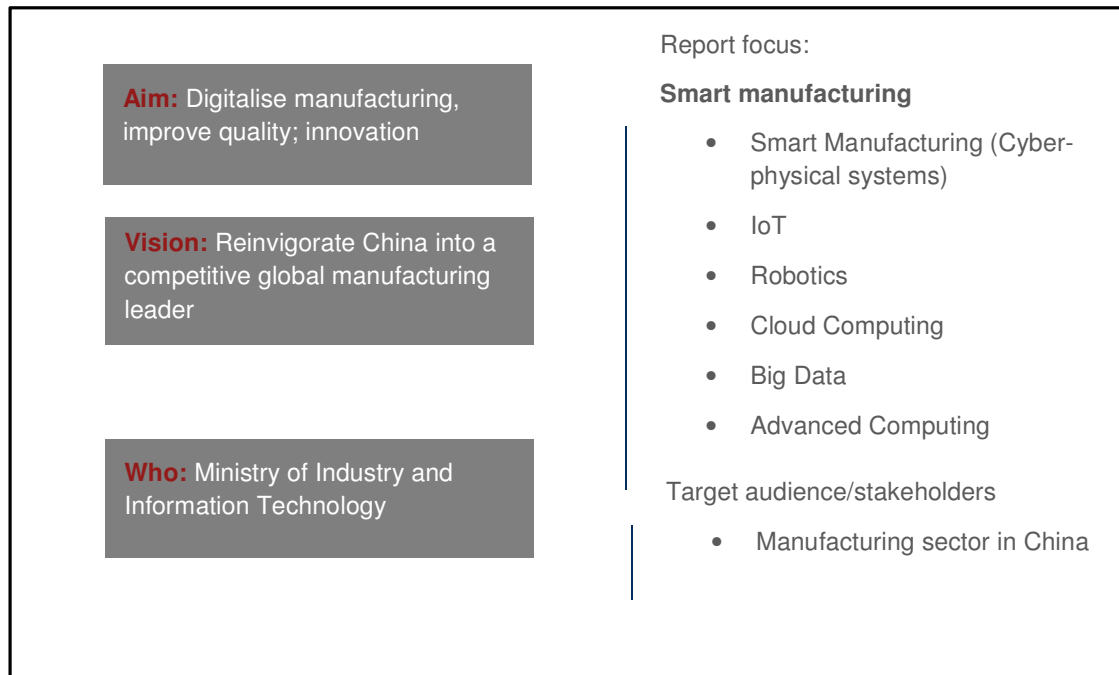 Aim: Digitalise manufacturing,
improve quality; innovation
Vision: Reinvigorate China into a
competitive global manufacturing
leader
Who: Ministry of Industry and
Information Technology
Report focus:
Smart manufacturing
• Smart Manufacturing (Cyber-
physical systems)
• IoT
• Robotics
• Cloud Computing
• Big Data
• Advanced Computing
Target audience/stakeholders
• Manufacturing sector in China